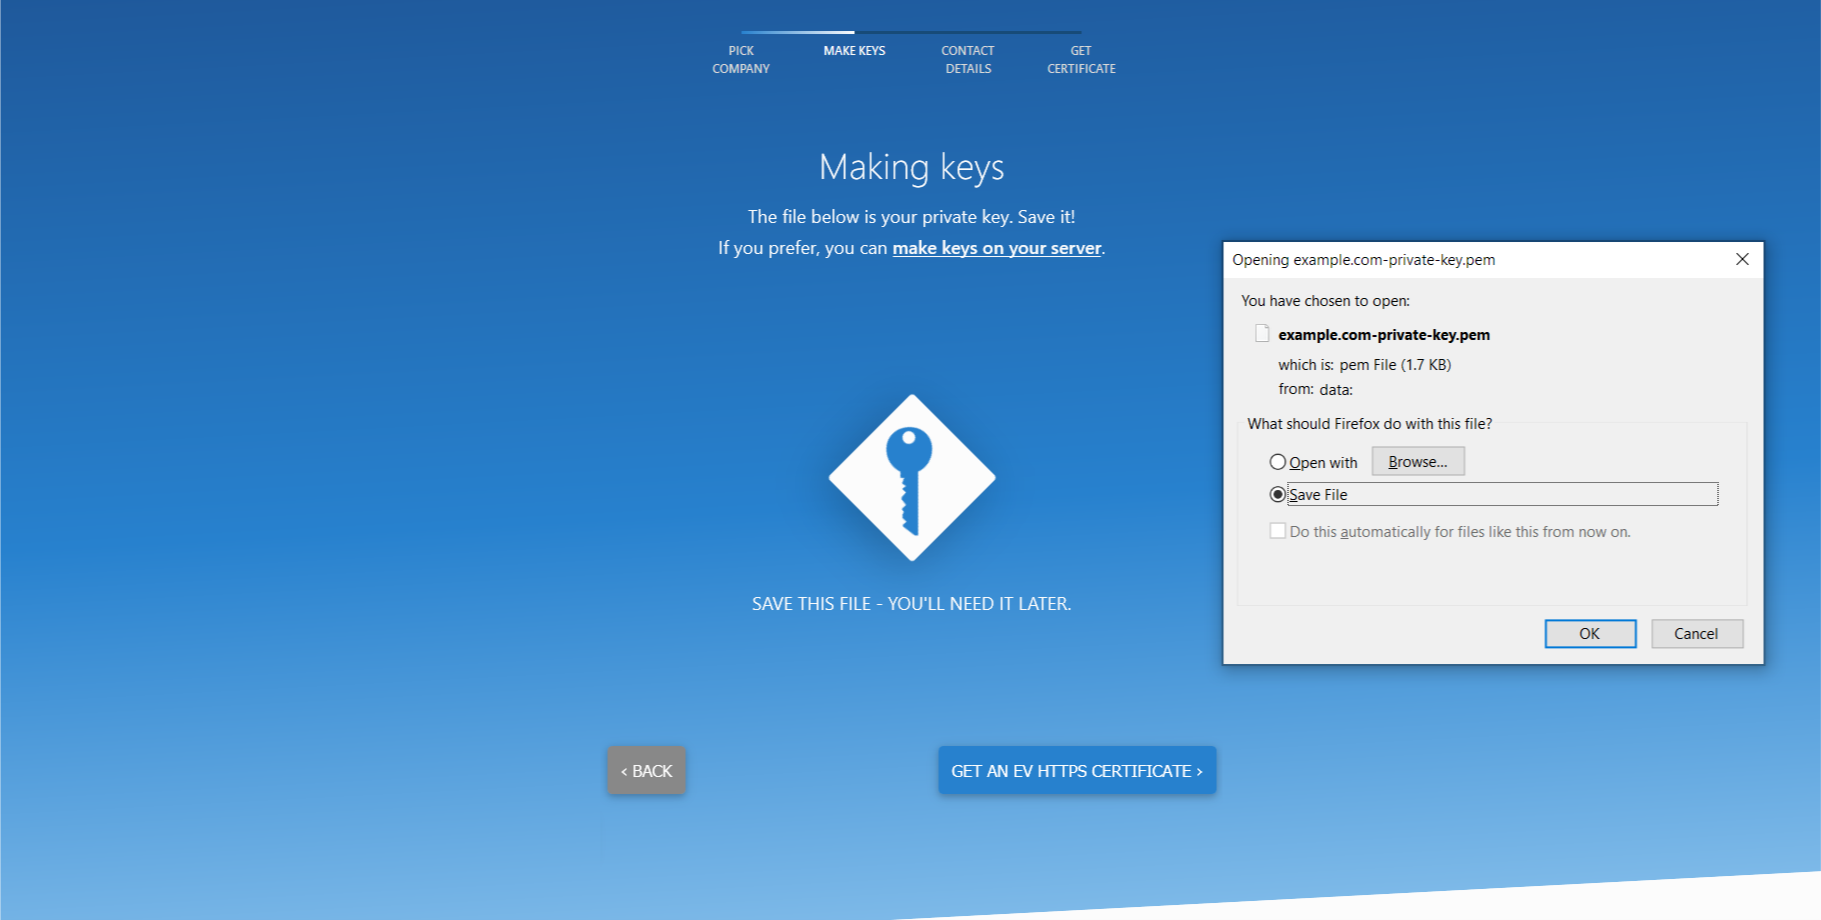 PICK
COMPANY
MAKE KEYS
CONTACT
DETAILS
GET
CERTIFICATE
Making keys
The file below is your private key. Save it!
If you prefer, you can make keys on your server.
SAVE THIS FILE - YOU'LL NEED IT LATER.
‹ BACK
GET AN EV HTTPS CERTIFICATE ›
Opening example.com-private-key.pem
You have chosen to open:
example.com-private-key.pem
which is: pem File (1.7 KB)
from: data:
What should Firefox do with this file?
Open with
Browse...
Save File
Do this automatically for files like this from now on.
OK
Cancel